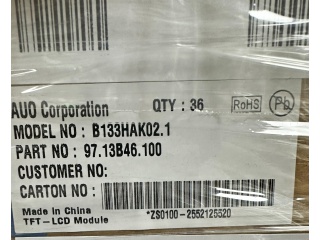 AUO Corporation QTY : 36 RoHS Pb
MODEL NO : B133HAK02.1
PART NO : 97.13B46.100
CUSTOMER NO:
CARTON NO :
Made in China *ZS0100-2552125520
TFT-LCD Module